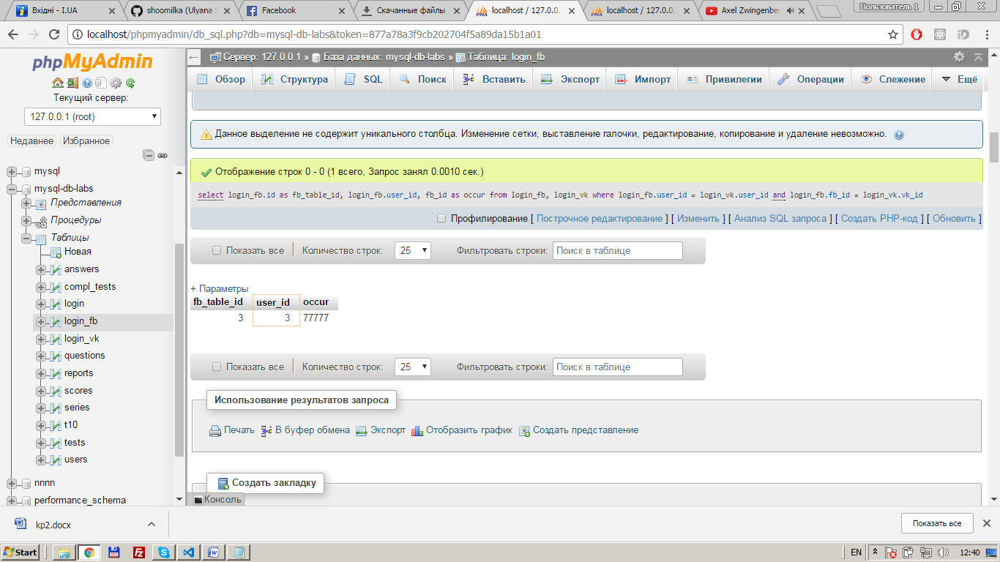 Вхідні - I.UA
shoomilka (Ulyana S
Facebook
Скачанные файлы
localhost / 127.0.0.
localhost / 127.0.0.
Axel Zwingenber
Пользователь 1
localhost/phpmyadmin/db_sql.php?db=mysql-db-labs&token=877a78a3f9cb202704f5a89da15b1a01
phpMyAdmin
Текущий сервер:
127.0.0.1 (root)
Недавнее Избранное
mysql
mysql-db-labs
Представления
Процедуры
Таблицы
Новая
answers
compl_tests
login
login_fb
login_vk
questions
reports
scores
series
t10
tests
users
nnnn
performance_schema
Сервер: 127.0.0.1 » База данных: mysql-db-labs » Таблица: login_fb
Обзор Структура SQL Поиск Вставить Экспорт Импорт Привилегии Операции Слежение Ещё
Данное выделение не содержит уникального столбца. Изменение сетки, выставление галочки, редактирование, копирование и удаление невозможно.
Отображение строк 0 - 0 (1 всего, Запрос занял 0.0010 сек.)
select login_fb.id as fb_table_id, login_fb.user_id, fb_id as occur from login_fb, login_vk where login_fb.user_id = login_vk.user_id and login_fb.fb_id = login_vk.vk_id
Профилирование [ Построчное редактирование ] [ Изменить ] [ Анализ SQL запроса ] [ Создать PHP-код ] [ Обновить ]
Показать все Количество строк: 25 Фильтровать строки: Поиск в таблице
+ Параметры
fb_table_id user_id occur
3 3 77777
Показать все Количество строк: 25 Фильтровать строки: Поиск в таблице
Использование результатов запроса
Печать В буфер обмена Экспорт Отобразить график Создать представление
Создать закладку
Консоль
kp2.docx
Показать все
Start
EN
12:40